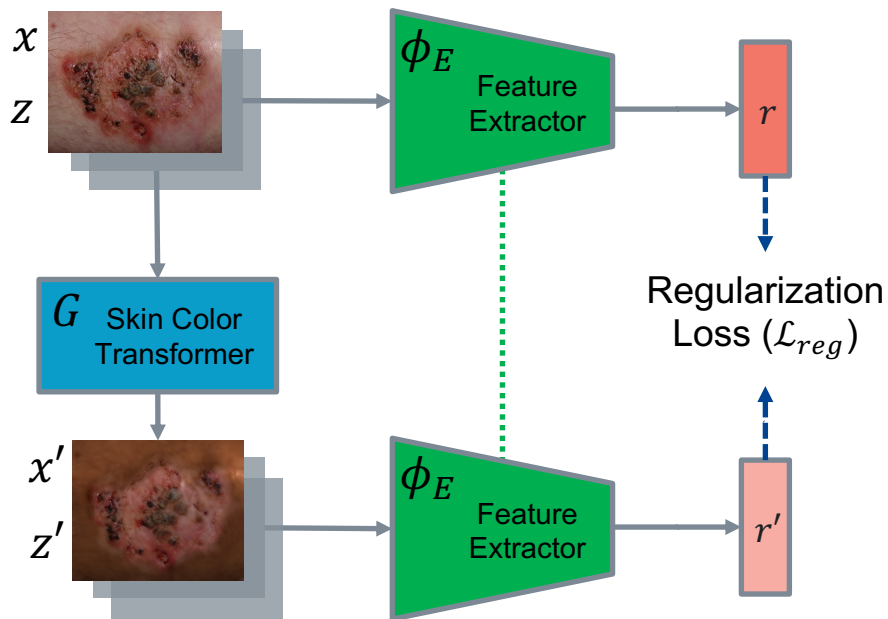 x
z
ϕ_E
Feature
Extractor
r
G
Skin Color
Transformer
Regularization
Loss (ℒ_reg)
x′
z′
ϕ_E
Feature
Extractor
r′